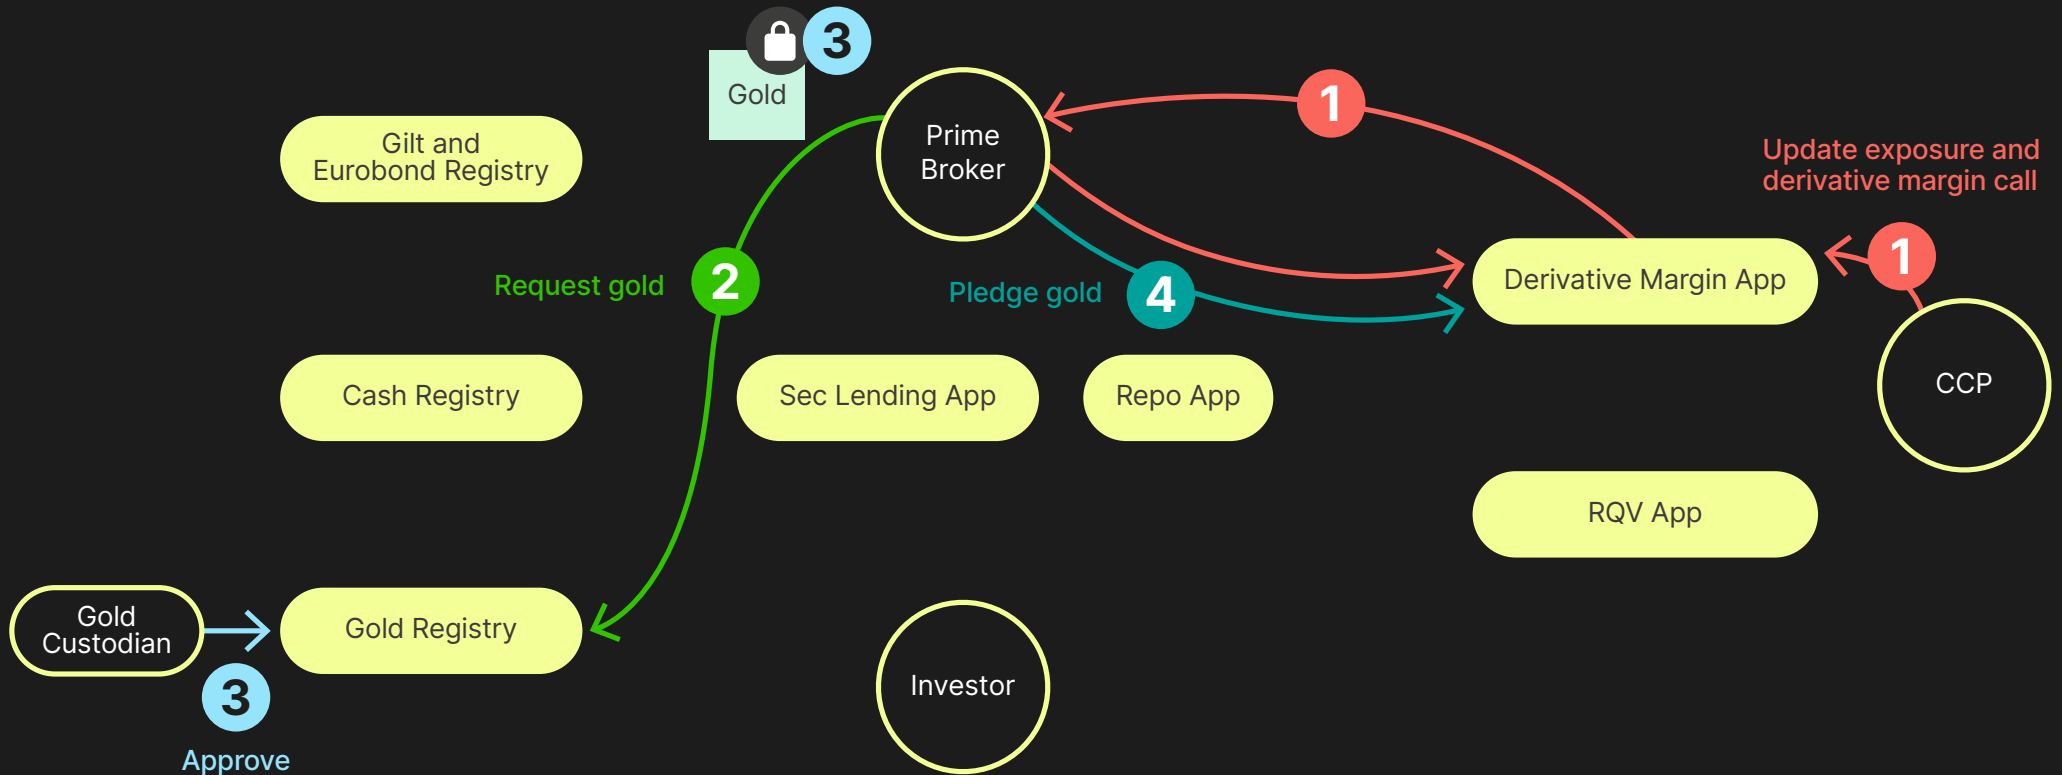 3
Gold
Prime
Broker
1
Update exposure and
derivative margin call
Gilt and
Eurobond Registry
1
Request gold
2
Pledge gold
4
Derivative Margin App
Cash Registry
Sec Lending App
Repo App
CCP
RQV App
Gold
Custodian
Gold Registry
3
Approve
Investor